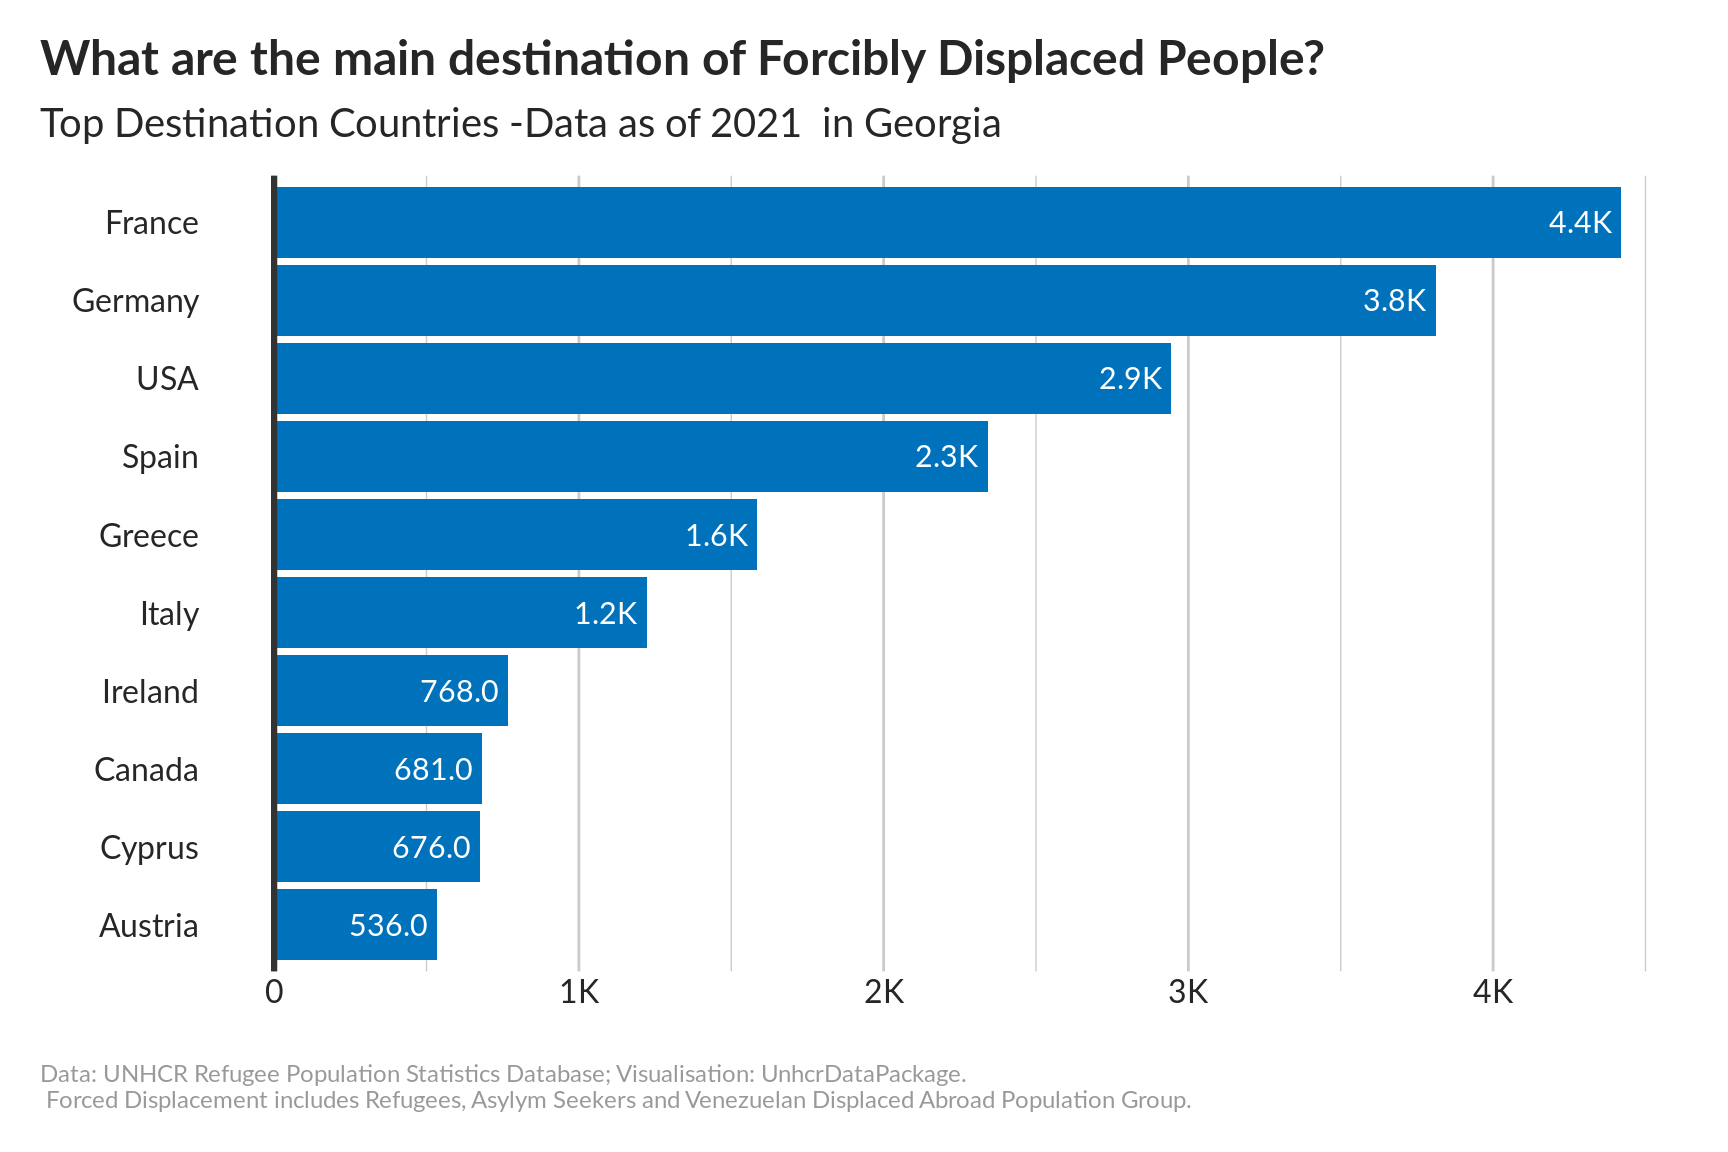 What are the main destination of Forcibly Displaced People?
Top Destination Countries -Data as of 2021  in Georgia
France 4.4K
Germany 3.8K
USA 2.9K
Spain 2.3K
Greece 1.6K
Italy 1.2K
Ireland 768.0
Canada 681.0
Cyprus 676.0
Austria 536.0
0 1K 2K 3K 4K
Data: UNHCR Refugee Population Statistics Database; Visualisation: UnhcrDataPackage.
Forced Displacement includes Refugees, Asylym Seekers and Venezuelan Displaced Abroad Population Group.